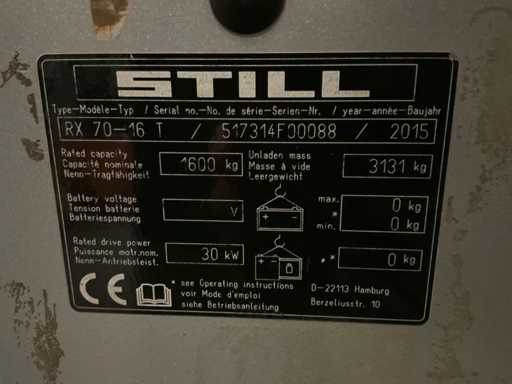 STILL
Type-Modèle-Typ / Serial no.-No. de série-Serien-Nr. / year-année-Baujahr
RX 70-16 T / 517314F00088 / 2015
Rated capacity
Capacité nominale
Nenn-Tragfähigkeit
1600 kg
Unladen mass
Masse à vide
Leergewicht
3131 kg
Battery voltage
Tension batterie
Batteriespannung
V
max.
*
min.
0 kg
0 kg
Rated drive power
Puissance motr.nom.
Nenn-Antriebsleist.
30 kW
**
0 kg
CE
* see Operating instructions
voir Mode d'emploi
siehe Betriebsanleitung
D-22113 Hamburg
Berzeliusstr. 10